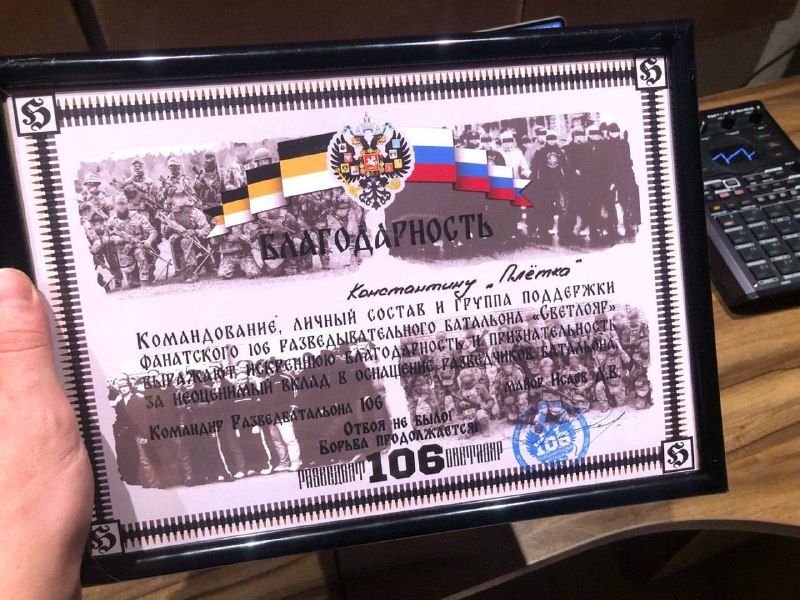 БЛАГОДАРНОСТЬ
Константину "Плётка"
Командование, личный состав и группа поддержки
фанатского 106 разведывательного батальона «Светлояр»
выражают искреннюю благодарность и признательность
за неоценимый вклад в оснащение разведчиков батальона.
Командир Разведбатальона 106
майор Исаев А.В.
Отбоя не было!
Борьба продолжается!
106
106